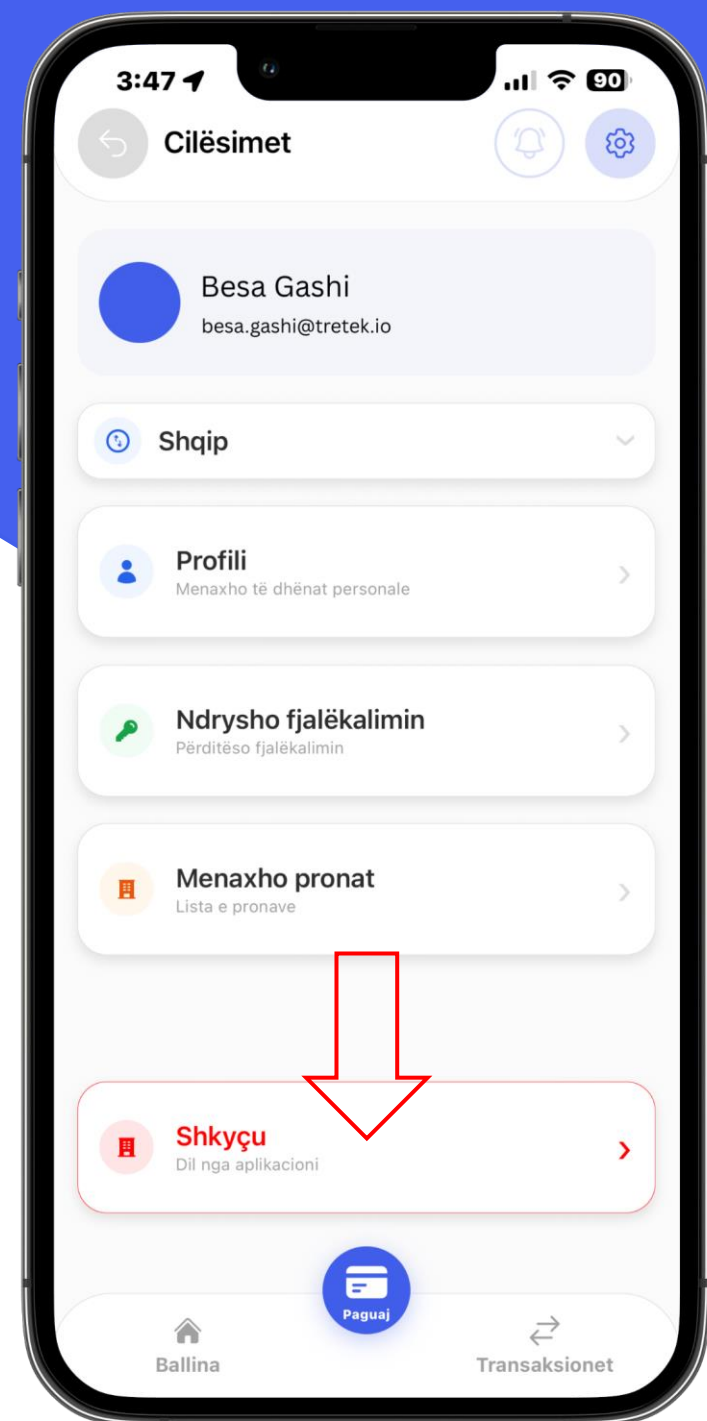 3:47
90
Cilësimet
Besa Gashi
besa.gashi@tretek.io
Shqip
Profili
Menaxho të dhënat personale
Ndrysho fjalëkalimin
Përditëso fjalëkalimin
Menaxho pronat
Lista e pronave
Shkyçu
Dil nga aplikacioni
Paguaj
Ballina
Transaksionet